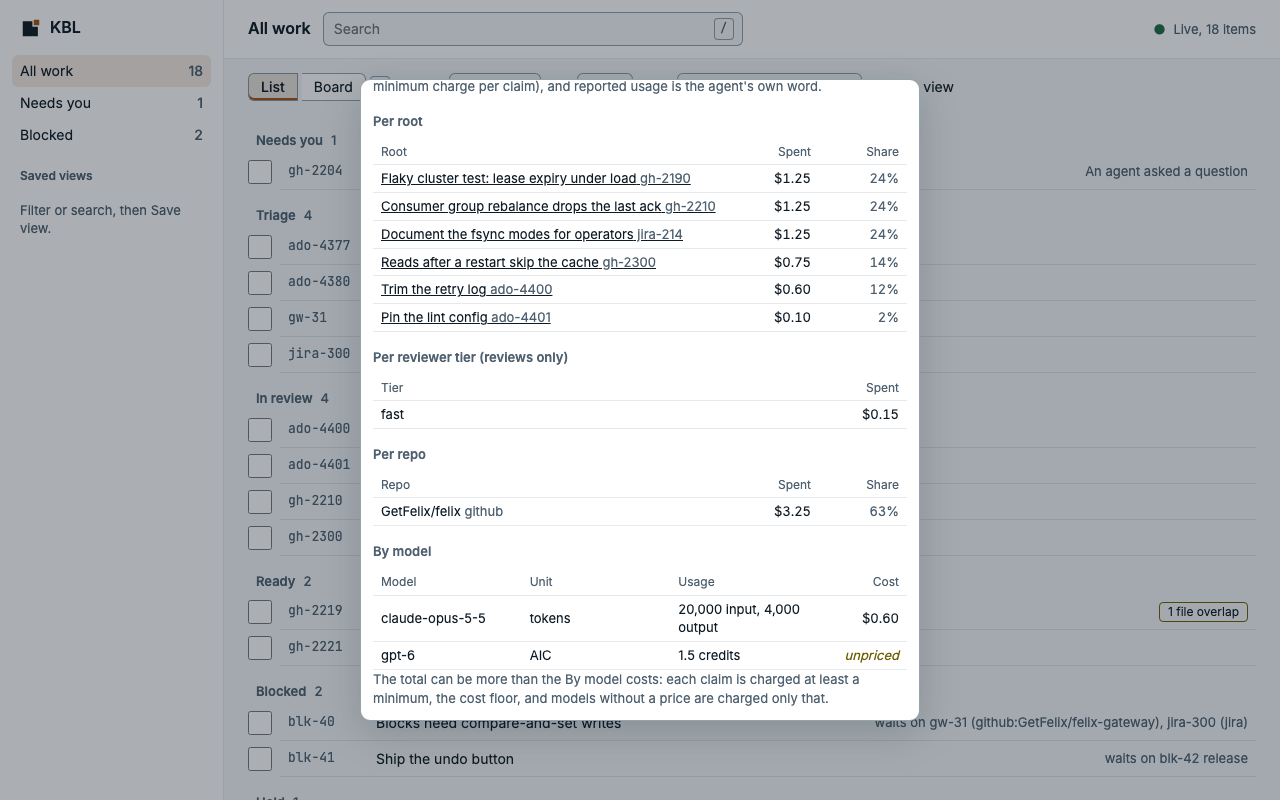 KBL
All work 18
Needs you 1
Blocked 2
Saved views
Filter or search, then Save
view.
All work
Search
/
Live, 18 items
List
Board
view
Needs you 1
gh-2204
An agent asked a question
Triage 4
ado-4377
ado-4380
gw-31
jira-300
In review 4
ado-4400
ado-4401
gh-2210
gh-2300
Ready 2
gh-2219
1 file overlap
gh-2221
Blocked 2
blk-40 Blocks need compare-and-set writes waits on gw-31 (github:GetFelix/felix-gateway), jira-300 (jira)
blk-41 Ship the undo button waits on blk-42 release
Hold 1
minimum charge per claim), and reported usage is the agent's own word.
Per root
Root Spent Share
Flaky cluster test: lease expiry under load gh-2190 $1.25 24%
Consumer group rebalance drops the last ack gh-2210 $1.25 24%
Document the fsync modes for operators jira-214 $1.25 24%
Reads after a restart skip the cache gh-2300 $0.75 14%
Trim the retry log ado-4400 $0.60 12%
Pin the lint config ado-4401 $0.10 2%
Per reviewer tier (reviews only)
Tier Spent
fast $0.15
Per repo
Repo Spent Share
GetFelix/felix github $3.25 63%
By model
Model Unit Usage Cost
claude-opus-5-5 tokens 20,000 input, 4,000 output $0.60
gpt-6 AIC 1.5 credits unpriced
The total can be more than the By model costs: each claim is charged at least a
minimum, the cost floor, and models without a price are charged only that.